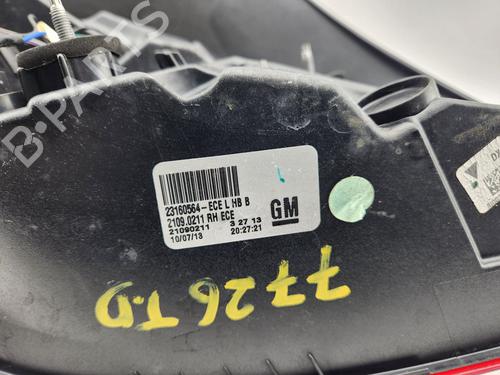 B-PARTS
23160564-ECE L HB B
2109.0211 RH ECE
21090211 3 27 13
10/07/13 20:27:21
GM
7726 T.D